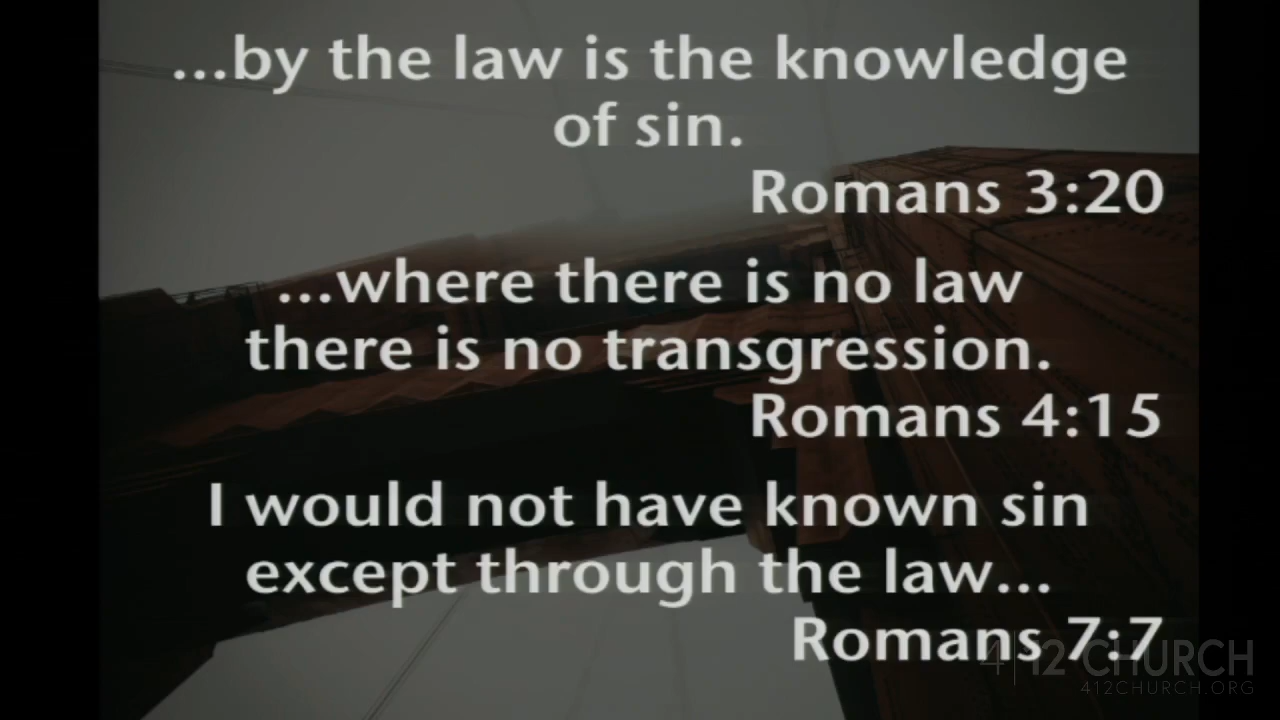 ...by the law is the knowledge
of sin.
Romans 3:20
...where there is no law
there is no transgression.
Romans 4:15
I would not have known sin
except through the law...
Romans 7:7
4|12 CHURCH
412CHURCH.ORG